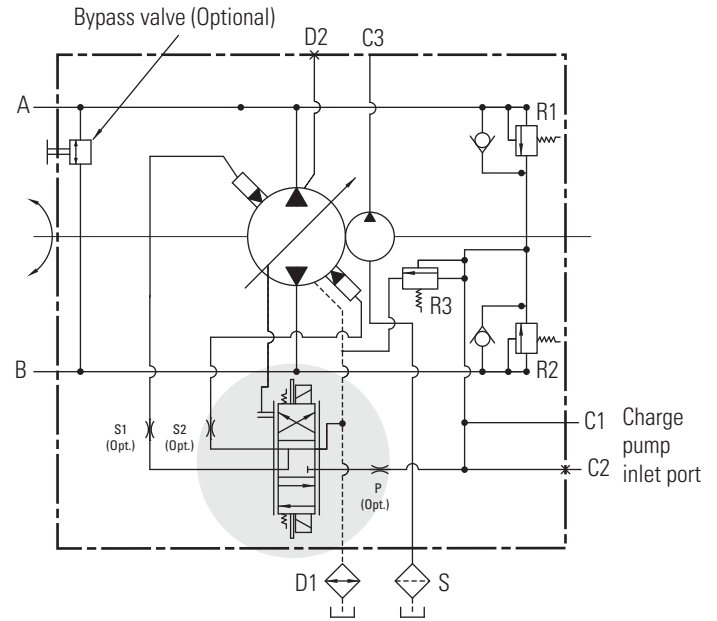 Bypass valve (Optional)
D2
C3
A
R1
R3
B
R2
S1
(Opt.)
S2
(Opt.)
P
(Opt.)
C1
C2
Charge
pump
inlet port
D1
S